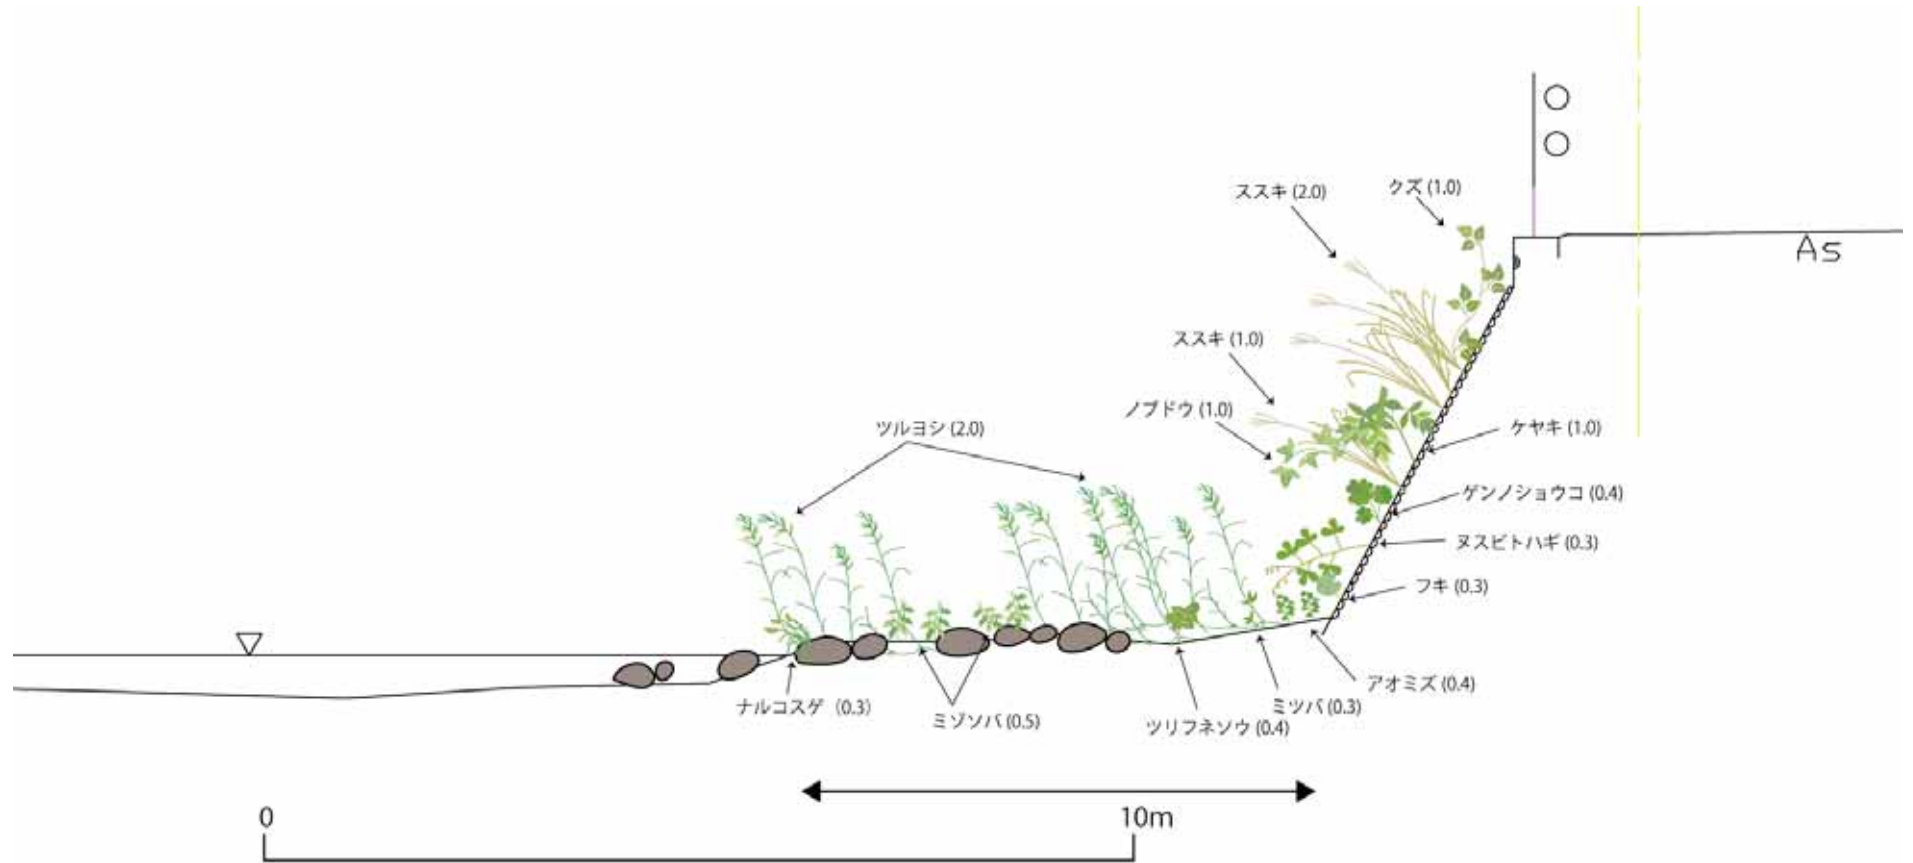 ススキ (2.0)
クズ (1.0)
As
ススキ (1.0)
ノブドウ (1.0)
ツルヨシ (2.0)
ケヤキ (1.0)
ゲンノショウコ (0.4)
ヌスビトハギ (0.3)
フキ (0.3)
アオミズ (0.4)
ナルコスゲ (0.3)
ミゾソバ (0.5)
ミツバ (0.3)
ツリフネソウ (0.4)
0
10m